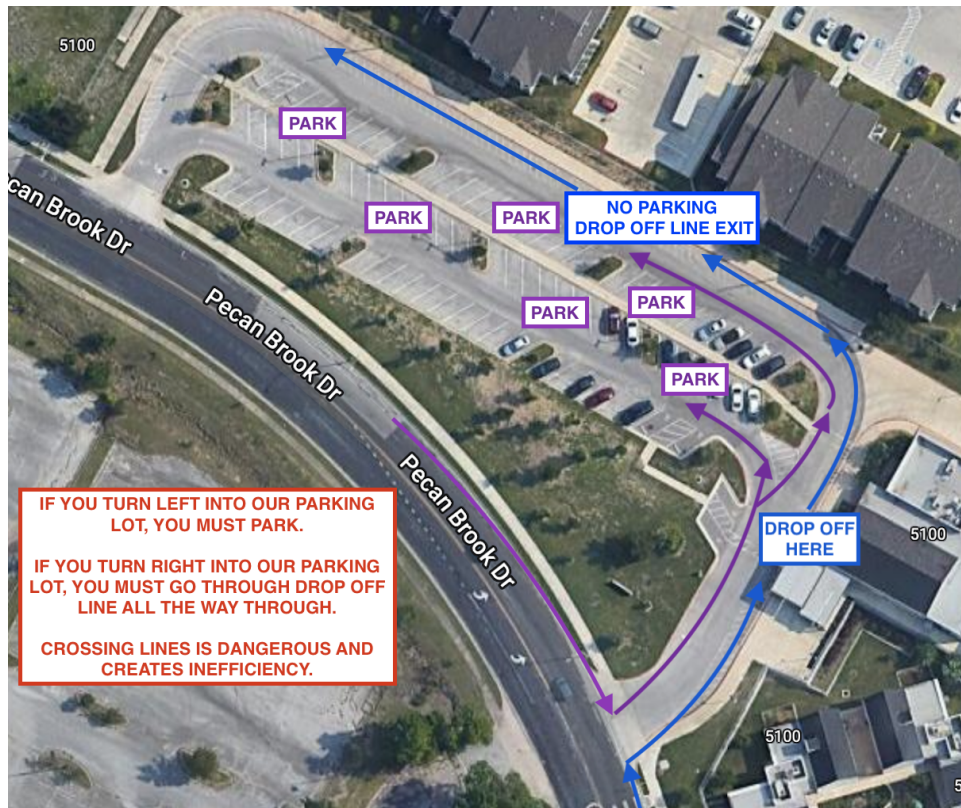 5100
PARK
PARK
PARK
NO PARKING
DROP OFF LINE EXIT
can Brook Dr
Pecan Brook Dr
PARK
PARK
PARK
Pecan Brook Dr
IF YOU TURN LEFT INTO OUR PARKING
LOT, YOU MUST PARK.
IF YOU TURN RIGHT INTO OUR PARKING
LOT, YOU MUST GO THROUGH DROP OFF
LINE ALL THE WAY THROUGH.
CROSSING LINES IS DANGEROUS AND
CREATES INEFFICIENCY.
DROP OFF
HERE
5100
5100
5